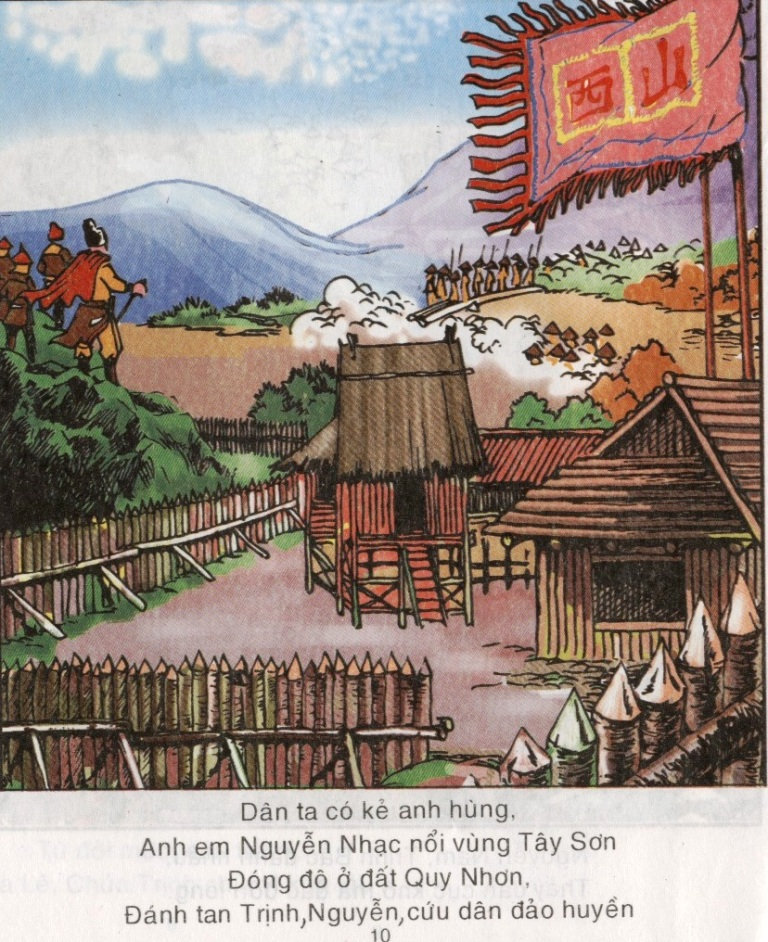 西山
Dân ta có kẻ anh hùng,
Anh em Nguyễn Nhạc nổi vùng Tây Sơn
Đóng đô ở đất Quy Nhơn,
Đánh tan Trịnh,Nguyễn,cứu dân đảo huyền
10